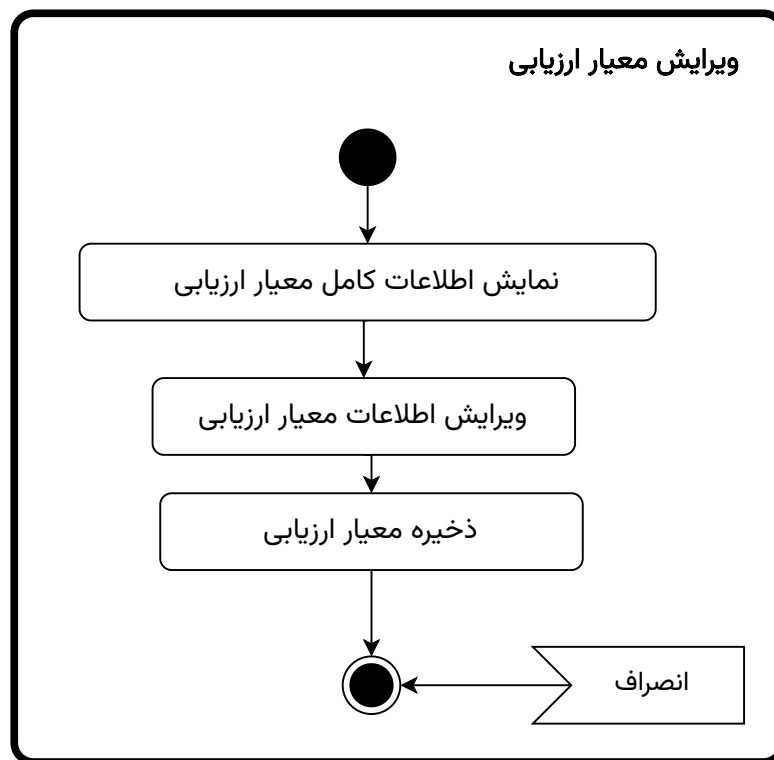 ویرایش معیار ارزیابی
نمایش اطلاعات کامل معیار ارزیابی
ویرایش اطلاعات معیار ارزیابی
ذخیره معیار ارزیابی
انصراف